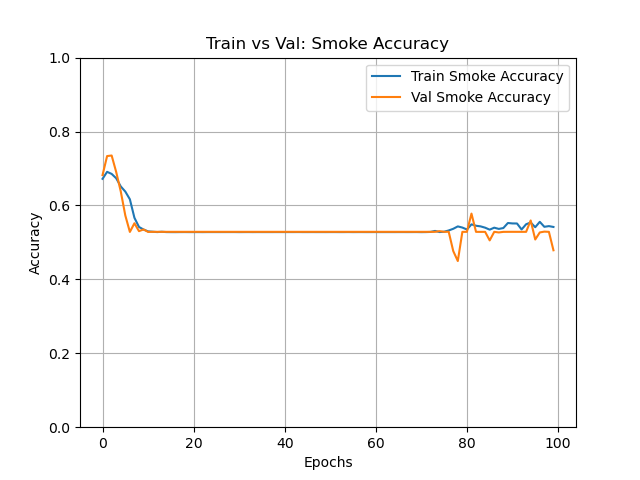 Train vs Val: Smoke Accuracy
Train Smoke Accuracy
Val Smoke Accuracy
1.0
0.8
0.6
0.4
0.2
0.0
Accuracy
0 20 40 60 80 100
Epochs